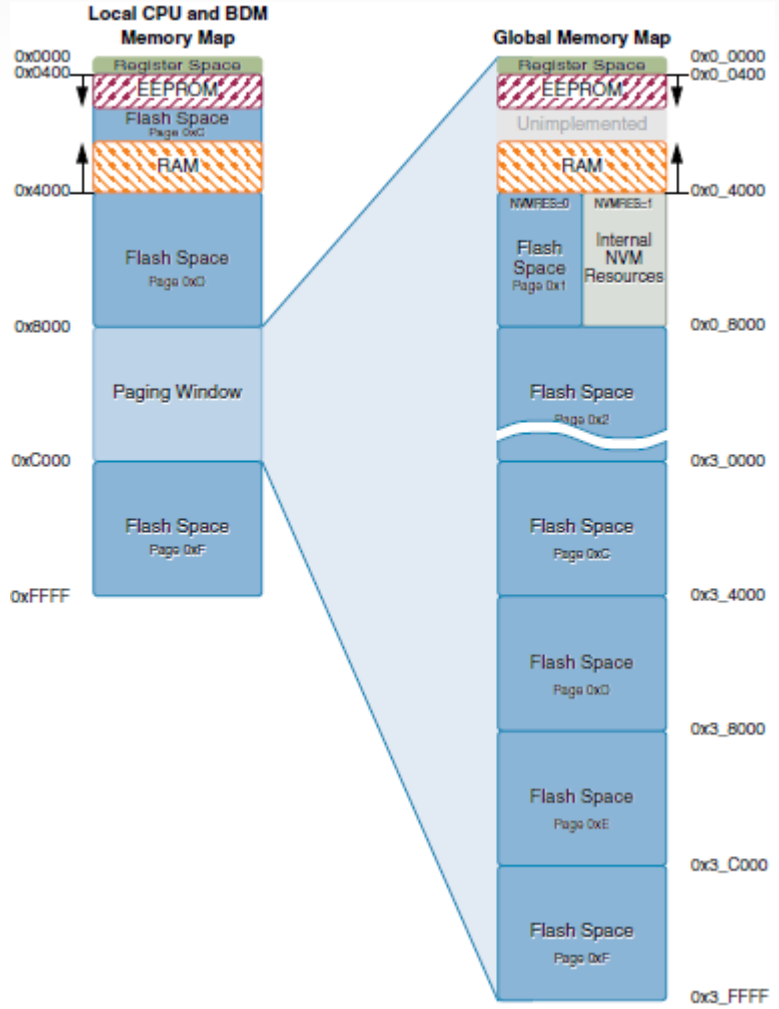 Local CPU and BDM
Memory Map
0x0000
0x0400
Register Space
EEPROM
Flash Space
Page 0xC
RAM
0x4000
Flash Space
Page 0xD
0x8000
Paging Window
0xC000
Flash Space
Page 0xF
0xFFFF
Global Memory Map
0x0_0000
0x0_0400
Register Space
EEPROM
Unimplemented
RAM
0x0_4000
NVMRES=0
NVMRES=1
Flash
Space
Page 0x1
Internal
NVM
Resources
0x0_8000
Flash Space
Page 0x2
0x3_0000
Flash Space
Page 0xC
0x3_4000
Flash Space
Page 0xD
0x3_8000
Flash Space
Page 0xE
0x3_C000
Flash Space
Page 0xF
0x3_FFFF